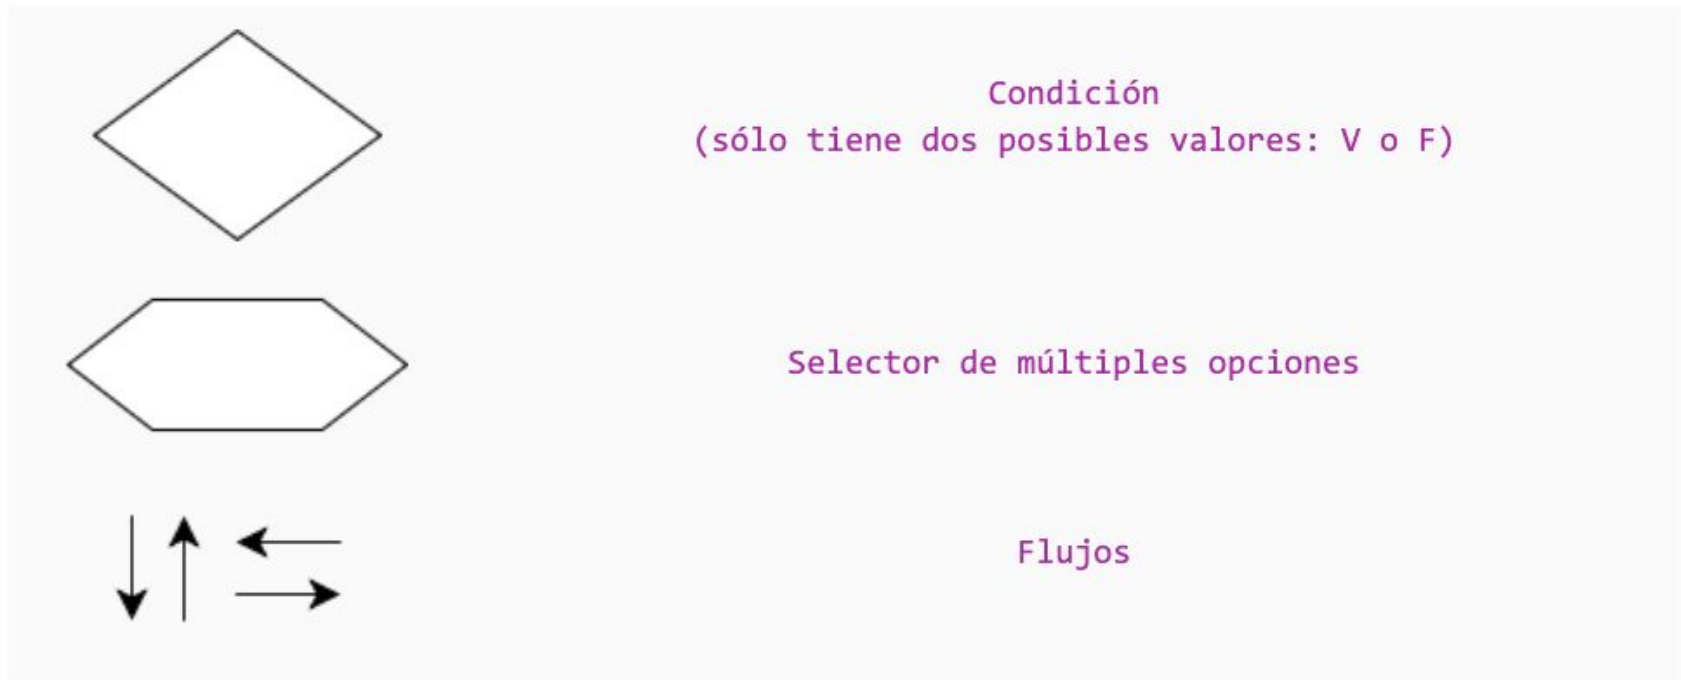 Condición
(sólo tiene dos posibles valores: V o F)
Selector de múltiples opciones
Flujos